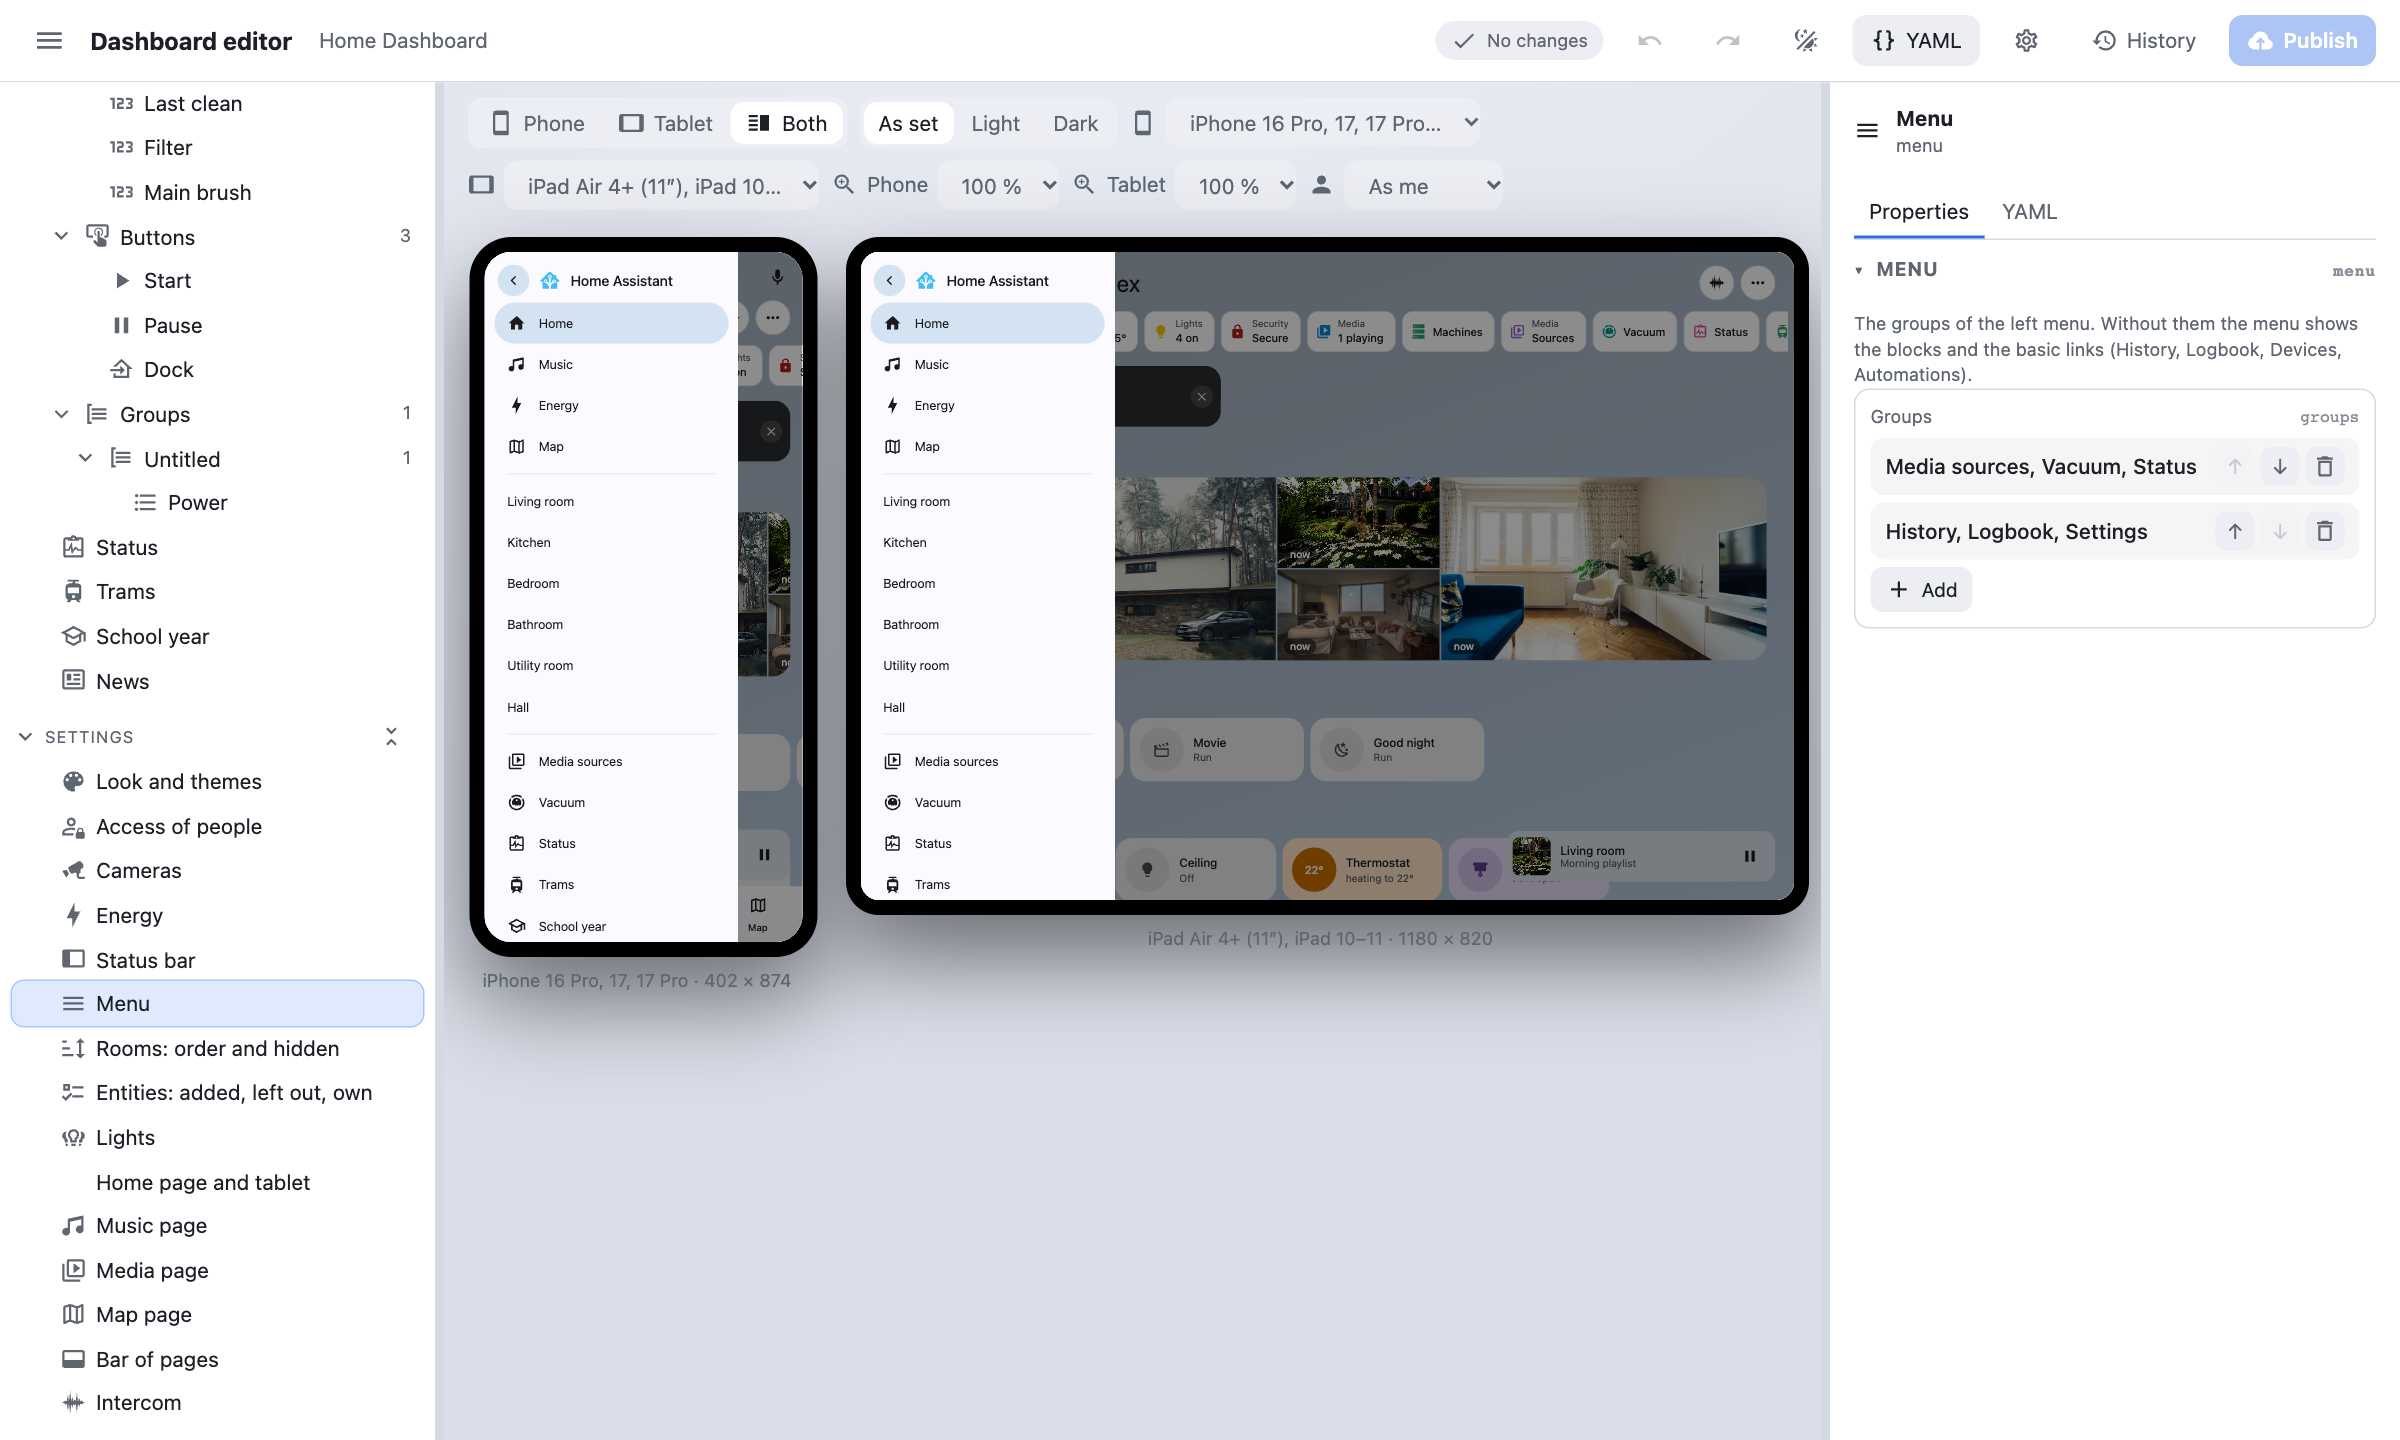 Dashboard editor
Home Dashboard
No changes
YAML
History
Publish
Last clean
Filter
Main brush
Buttons
3
Start
Pause
Dock
Groups
1
Untitled
1
Power
Status
Trams
School year
News
SETTINGS
Look and themes
Access of people
Cameras
Energy
Status bar
Menu
Rooms: order and hidden
Entities: added, left out, own
Lights
Home page and tablet
Music page
Media page
Map page
Bar of pages
Intercom
Phone
Tablet
Both
As set
Light
Dark
iPhone 16 Pro, 17, 17 Pro...
iPad Air 4+ (11″), iPad 10...
Phone
100 %
Tablet
100 %
As me
Home Assistant
Home
Music
Energy
Map
Living room
Kitchen
Bedroom
Bathroom
Utility room
Hall
Media sources
Vacuum
Status
Trams
School year
Map
iPhone 16 Pro, 17, 17 Pro · 402 × 874
Home Assistant
Home
Music
Energy
Map
Living room
Kitchen
Bedroom
Bathroom
Utility room
Hall
Media sources
Vacuum
Status
Trams
ex
5°
Lights
4 on
Security
Secure
Media
1 playing
Machines
Media
Sources
Vacuum
Status
now
now
now
Movie
Run
Good night
Run
Ceiling
Off
22°
Thermostat
heating to 22°
Living room
Morning playlist
iPad Air 4+ (11″), iPad 10–11 · 1180 × 820
Menu
menu
Properties
YAML
MENU
menu
The groups of the left menu. Without them the menu shows
the blocks and the basic links (History, Logbook, Devices,
Automations).
Groups
groups
Media sources, Vacuum, Status
History, Logbook, Settings
Add